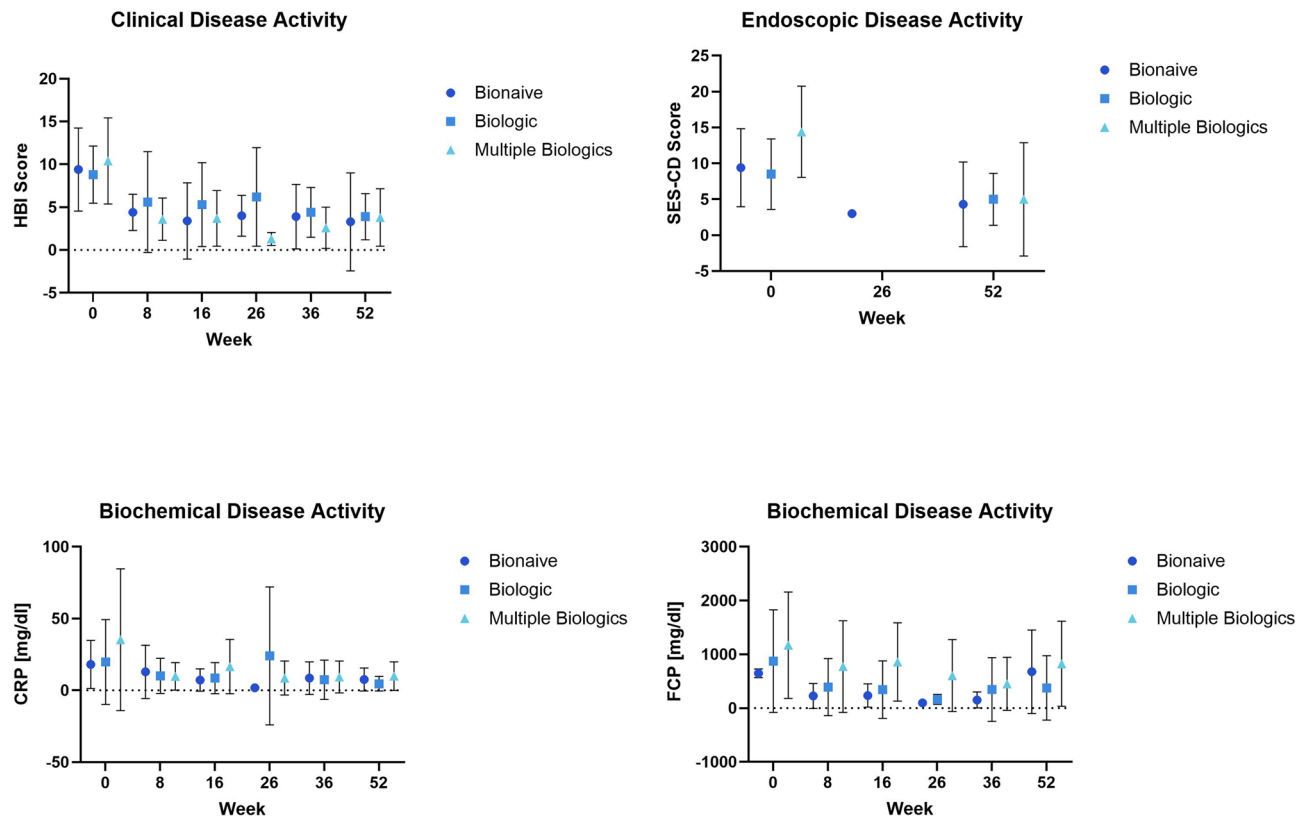 Clinical Disease Activity
20
15
10
5
0
-5
HBI Score
0 8 16 26 36 52
Week
Bionaive
Biologic
Multiple Biologics
Endoscopic Disease Activity
25
20
15
10
5
0
-5
SES-CD Score
0 26 52
Week
Bionaive
Biologic
Multiple Biologics
Biochemical Disease Activity
100
50
0
-50
CRP [mg/dl]
0 8 16 26 36 52
Week
Bionaive
Biologic
Multiple Biologics
Biochemical Disease Activity
3000
2000
1000
0
-1000
FCP [mg/dl]
0 8 16 26 36 52
Week
Bionaive
Biologic
Multiple Biologics